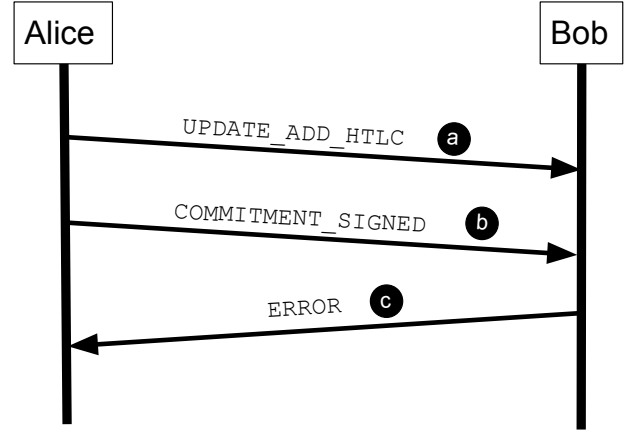 Alice
Bob
UPDATE_ADD_HTLC a
COMMITMENT_SIGNED b
ERROR c